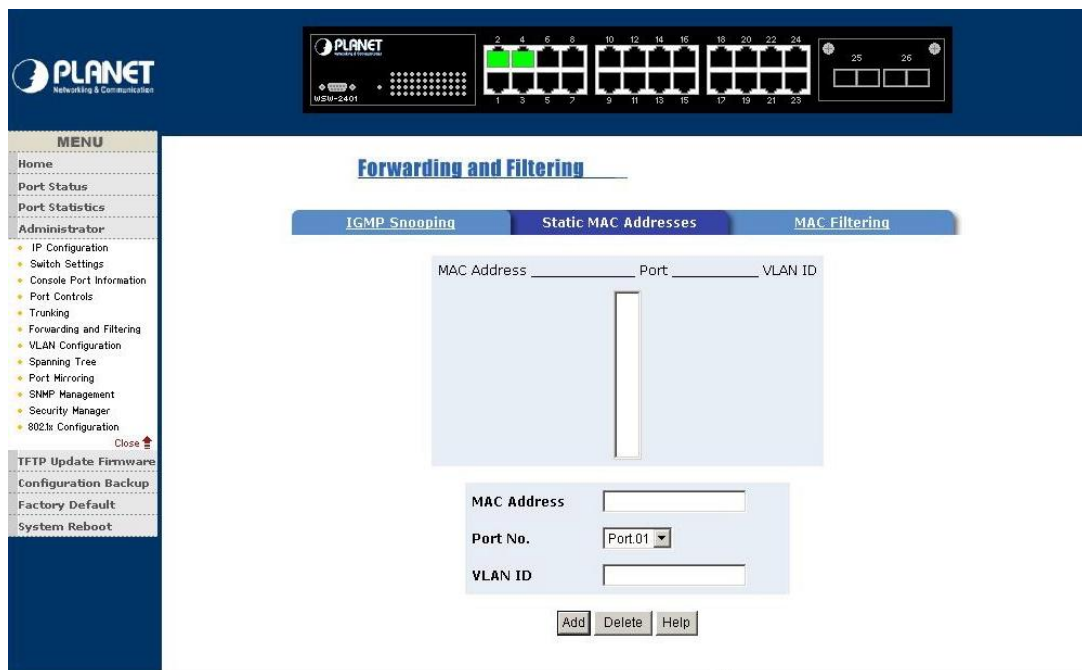 PLANET
Networking & Communication
PLANET
Networking & Communication
WSW-2401
2 4 6 8 10 12 14 16 18 20 22 24
1 3 5 7 9 11 13 15 17 19 21 23
25 26
MENU
Home
Port Status
Port Statistics
Administrator
IP Configuration
Switch Settings
Console Port Information
Port Controls
Trunking
Forwarding and Filtering
VLAN Configuration
Spanning Tree
Port Mirroring
SNMP Management
Security Manager
802.1x Configuration
Close
TFTP Update Firmware
Configuration Backup
Factory Default
System Reboot
Forwarding and Filtering
IGMP Snooping Static MAC Addresses MAC Filtering
MAC Address ____________ Port __________ VLAN ID
MAC Address
Port No. Port.01
VLAN ID
Add Delete Help